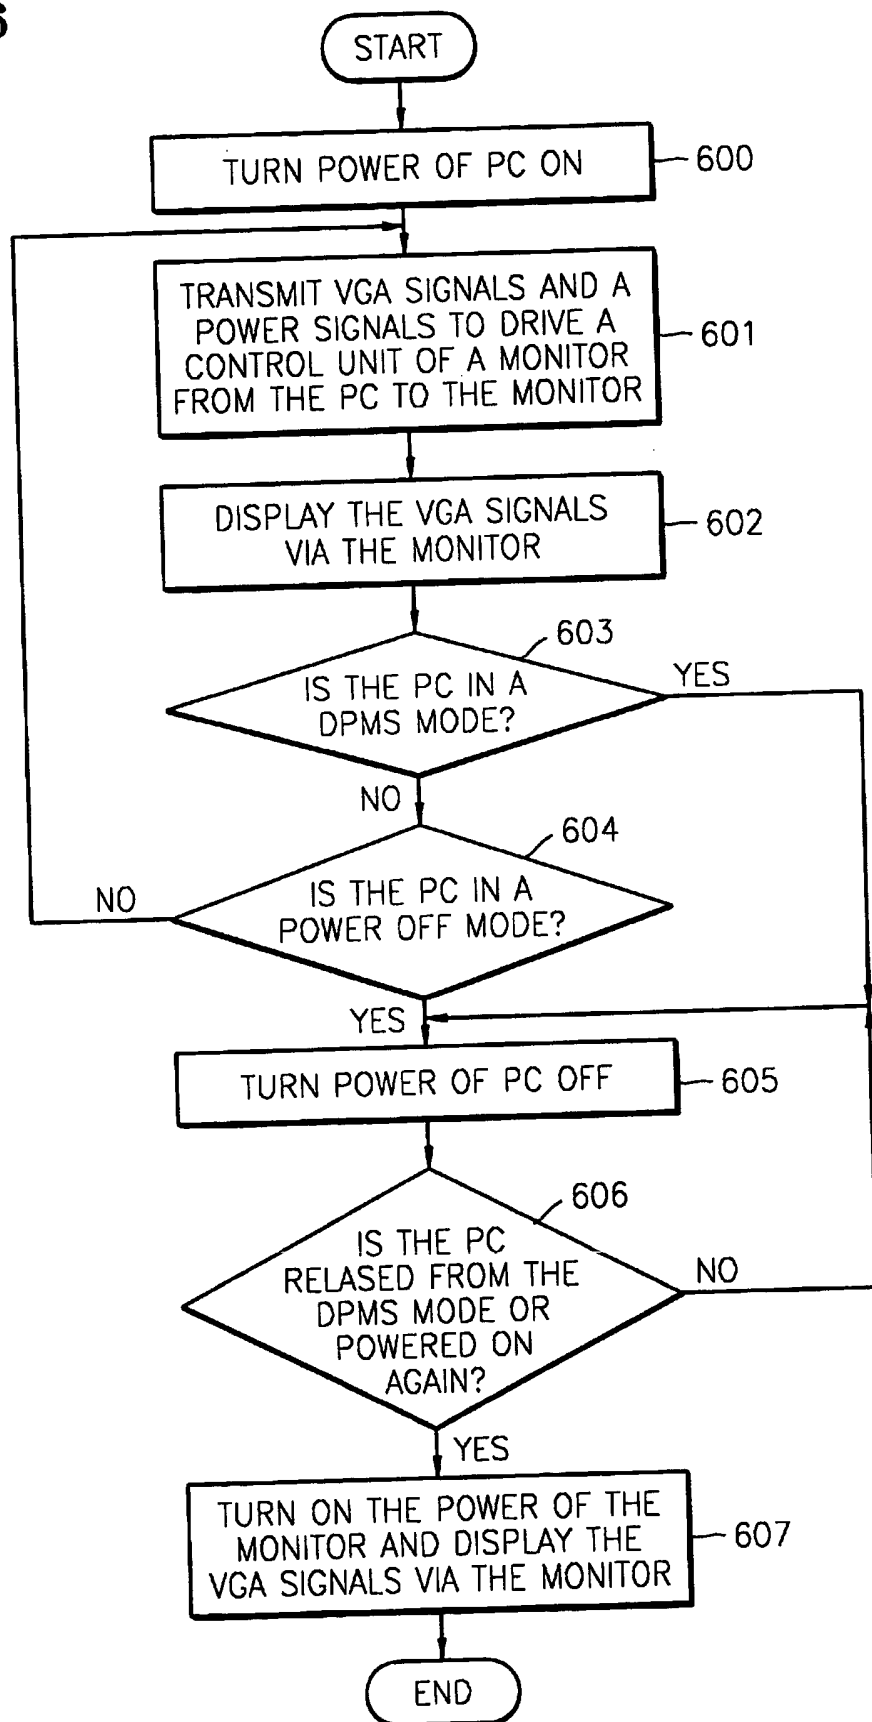 6
START
TURN POWER OF PC ON
600
TRANSMIT VGA SIGNALS AND A
POWER SIGNALS TO DRIVE A
CONTROL UNIT OF A MONITOR
FROM THE PC TO THE MONITOR
601
DISPLAY THE VGA SIGNALS
VIA THE MONITOR
602
603
IS THE PC IN A
DPMS MODE?
YES
NO
604
IS THE PC IN A
POWER OFF MODE?
NO
YES
TURN POWER OF PC OFF
605
606
IS THE PC
RELASED FROM THE
DPMS MODE OR
POWERED ON
AGAIN?
NO
YES
TURN ON THE POWER OF THE
MONITOR AND DISPLAY THE
VGA SIGNALS VIA THE MONITOR
607
END